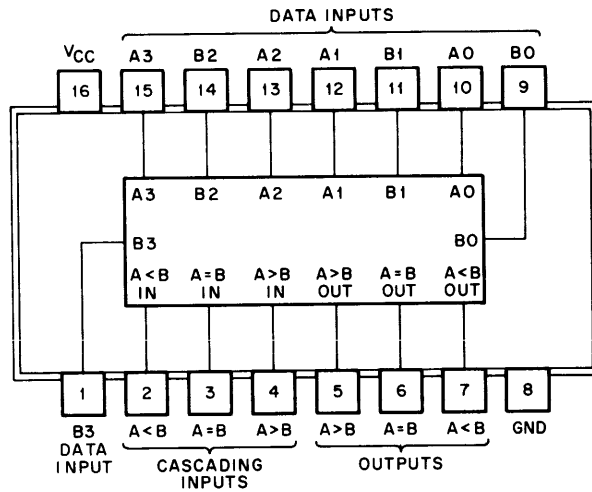 DATA INPUTS
VCC A3 B2 A2 A1 B1 A0 B0
16 15 14 13 12 11 10 9
A3 B2 A2 A1 B1 A0
B3 B0
A<B A=B A>B A>B A=B A<B
IN IN IN OUT OUT OUT
1 2 3 4 5 6 7 8
B3 A<B A=B A>B A>B A=B A<B GND
DATA INPUT
CASCADING INPUTS
OUTPUTS